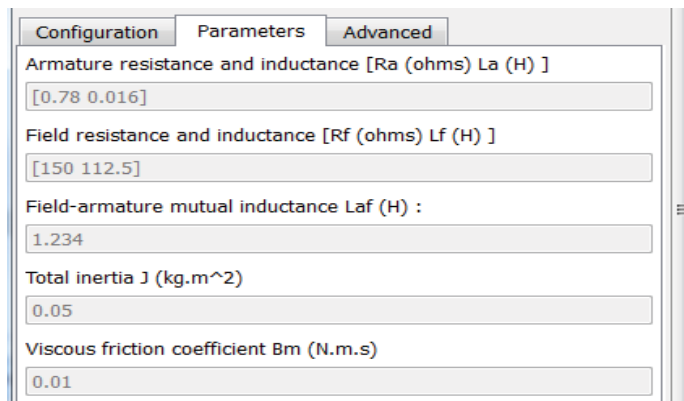 Configuration Parameters Advanced
Armature resistance and inductance [Ra (ohms) La (H) ]
[0.78 0.016]
Field resistance and inductance [Rf (ohms) Lf (H) ]
[150 112.5]
Field-armature mutual inductance Laf (H) :
1.234
Total inertia J (kg.m^2)
0.05
Viscous friction coefficient Bm (N.m.s)
0.01